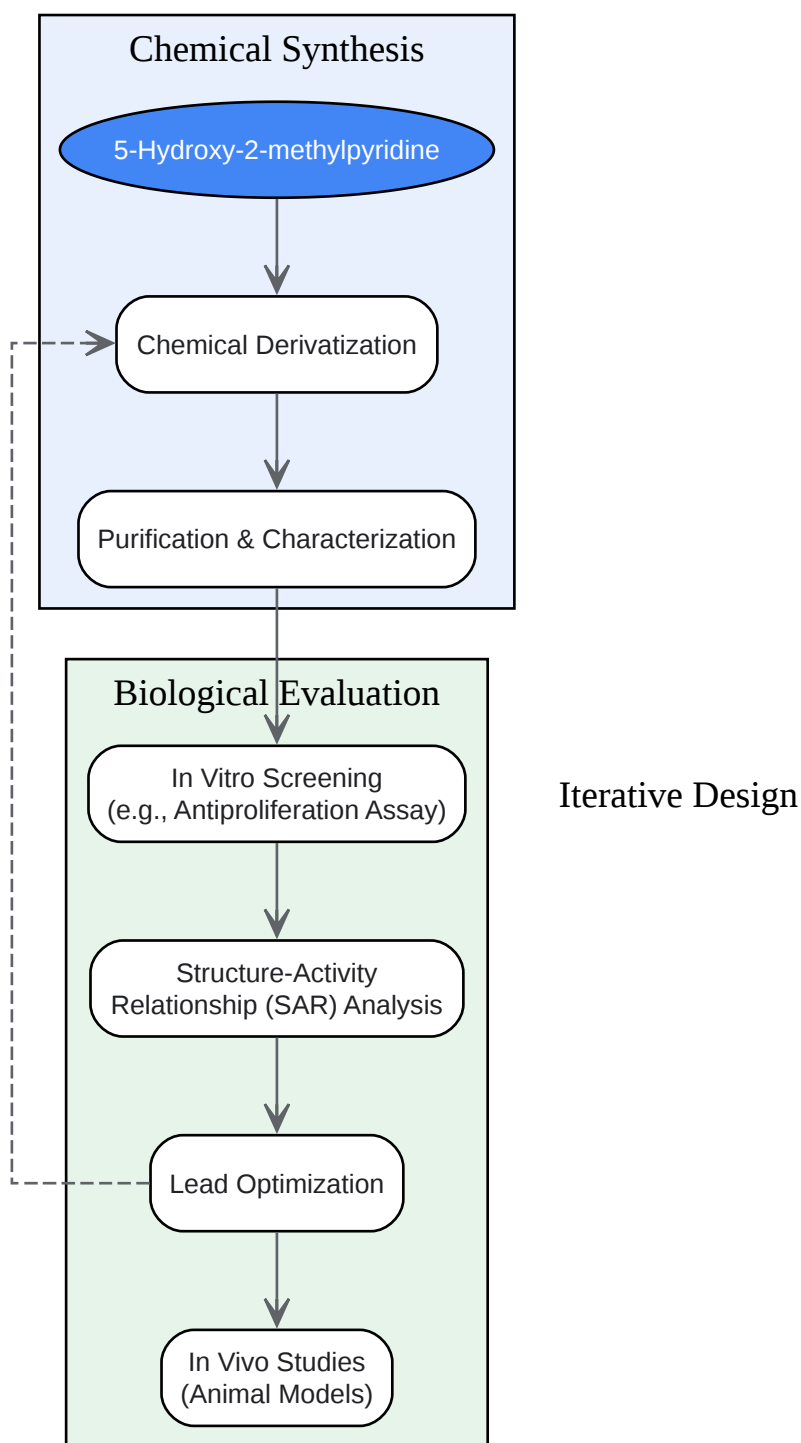 Chemical Synthesis
5-Hydroxy-2-methylpyridine
Chemical Derivatization
Purification & Characterization
Biological Evaluation
In Vitro Screening
(e.g., Antiproliferation Assay)
Iterative Design
Structure-Activity
Relationship (SAR) Analysis
Lead Optimization
In Vivo Studies
(Animal Models)